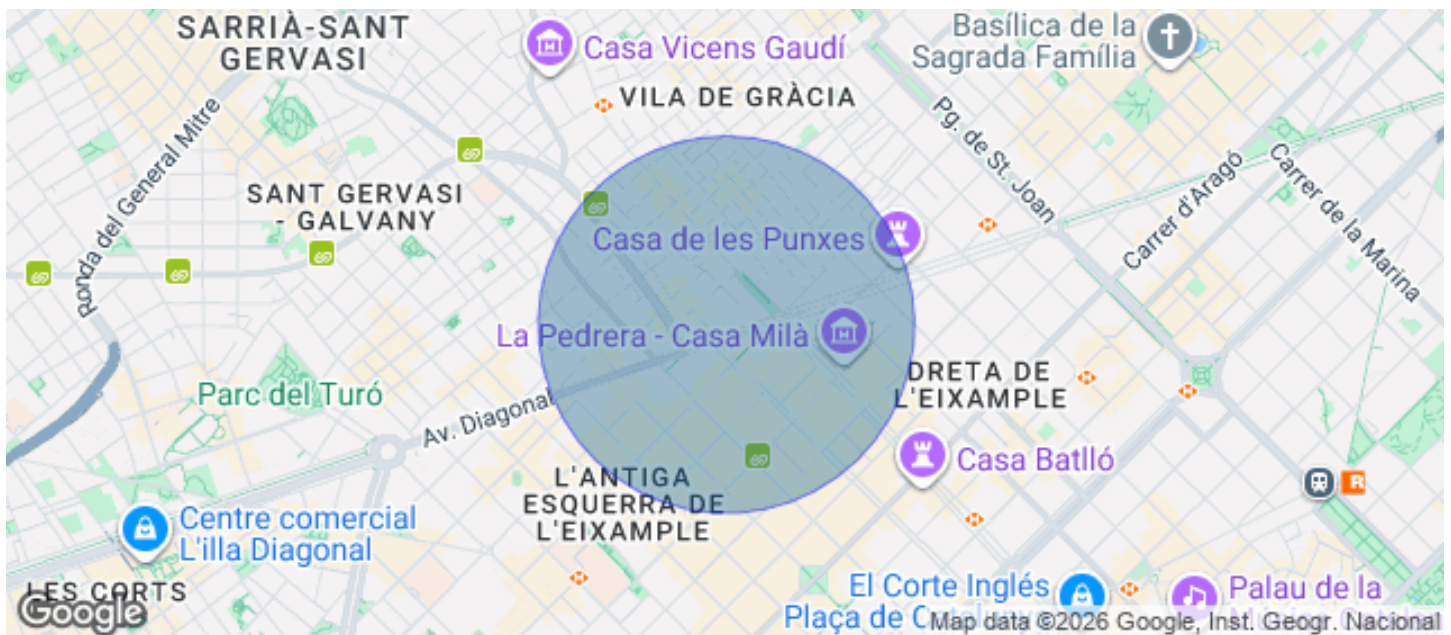 SARRIÀ-SANT
GERVASI
Casa Vicens Gaudí
Basílica de la
Sagrada Família
VILA DE GRÀCIA
Ronda del General Mitre
Pg. de St. Joan
Carrer d'Aragó
Carrer de la Marina
SANT GERVASI
- GALVANY
Casa de les Punxes
La Pedrera - Casa Milà
DRETA DE
L'EIXAMPLE
Parc del Turó
Av. Diagonal
Casa Batlló
L'ANTIGA
ESQUERRA DE
L'EIXAMPLE
R
Centre comercial
L'illa Diagonal
LES CORTS
El Corte Inglés
Plaça de
Palau de la
Google
Map data ©2026 Google, Inst. Geogr. Nacional